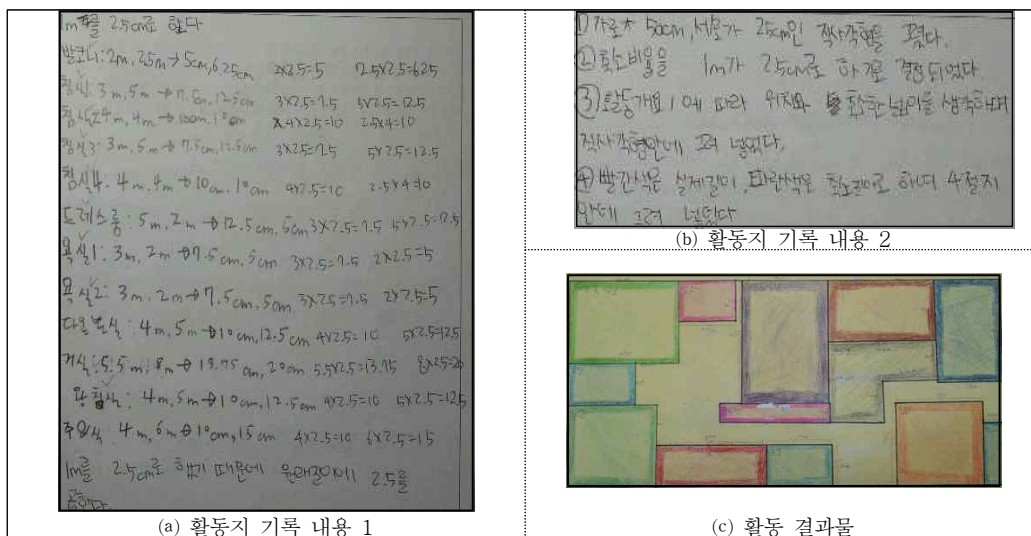 1m를 2.5cm로 한다
발코니: 2m, 2.5m → 5cm, 6.25cm 2×2.5=5 2.5×2.5=6.25
침실 3m, 5m → 7.5cm, 12.5cm 3×2.5=7.5 5×2.5=12.5
침실2 4m, 4m → 10cm, 10cm 4×2.5=10 2.5×4=10
침실3: 3m, 5m → 7.5cm, 12.5cm 3×2.5=7.5 5×2.5=12.5
침실4. 4m, 4m → 10cm, 10cm 4×2.5=10 2.5×4=10
드레스룸: 5m, 2m → 12.5cm, 5cm 3×2.5=7.5 5×2.5=12.5
욕실1: 3m, 2m → 7.5cm, 5cm 3×2.5=7.5 2×2.5=5
욕실2: 3m, 2m → 7.5cm, 5cm 3×2.5=7.5 2×2.5=5
4m, 5m → 10cm, 12.5cm 4×2.5=10 5×2.5=12.5
거실: 5.5m, 8m → 13.75cm, 20cm 5.5×2.5=13.75 8×2.5=20
침실: 4m, 5m → 10cm, 12.5cm 4×2.5=10 5×2.5=12.5
4m, 6m → 10cm, 15cm 4×2.5=10 6×2.5=15
1m를 2.5cm로 했기 때문에 원래길이에 2.5를
곱한다.
(a) 활동지 기록 내용 1
1) 가로가 50cm, 세로가 25cm인 직사각형을 그렸다.
2) 축소비율을 1m가 2.5cm로 하기로 결정되었다.
3) 활동개요 1에 따라 위치와 축소한 넓이를 생각하며
직사각형안에 그려 넣었다.
4) 빨간색은 실제길이, 파란색은 축소길이로 하여 4절지
안에 그려 넣었다
(b) 활동지 기록 내용 2
(c) 활동 결과물